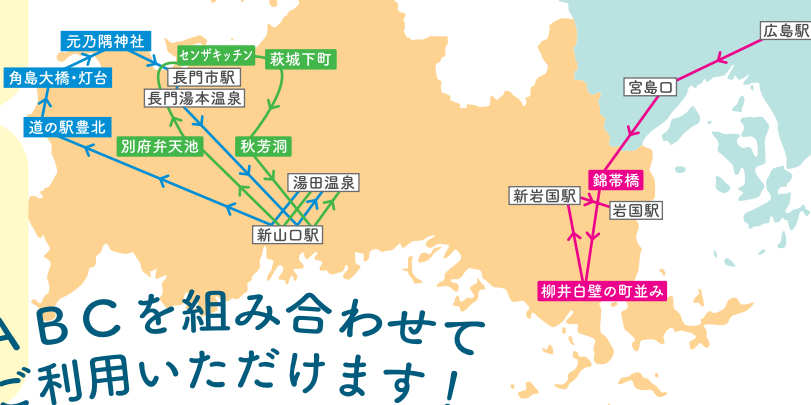 広島駅
元乃隅神社
センザキッチン
萩城下町
角島大橋・灯台
長門市駅
宮島口
長門湯本温泉
道の駅豊北
別府弁天池
秋芳洞
湯田温泉
錦帯橋
新岩国駅
岩国駅
新山口駅
柳井白壁の町並み
ABCを組み合わせて
ご利用いただけます!